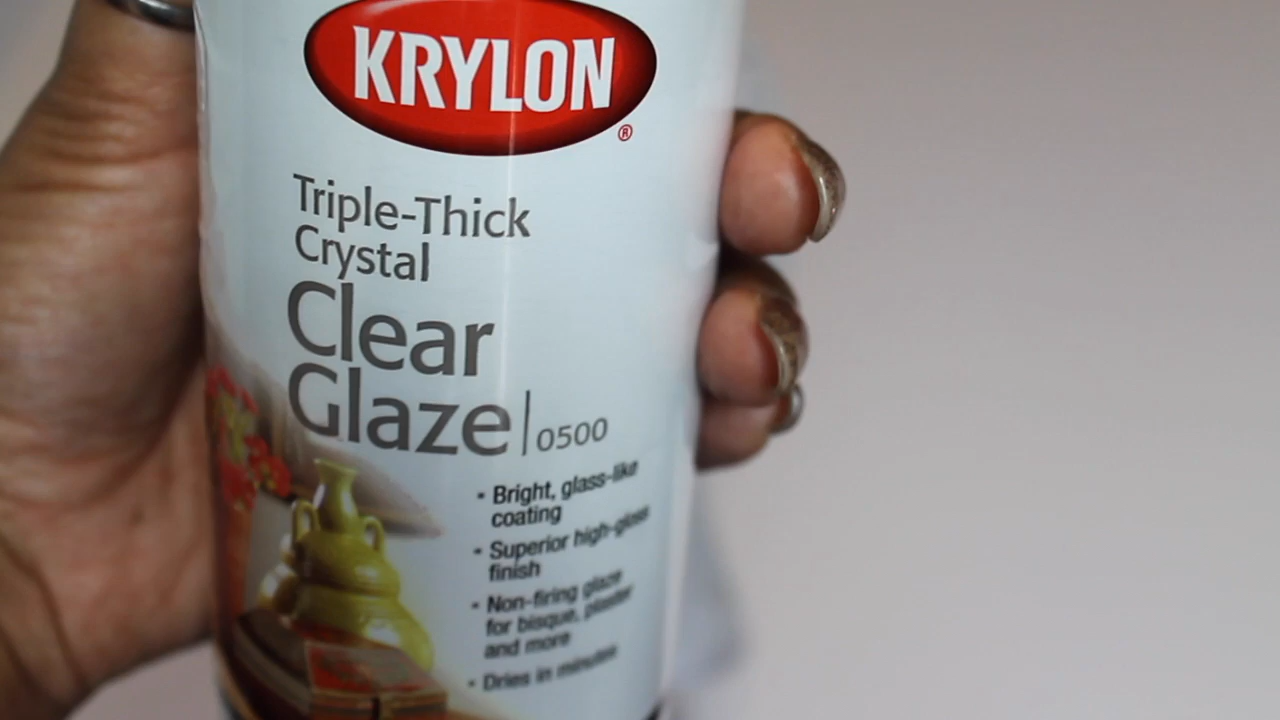 KRYLON
®
Triple-Thick
Crystal
Clear
Glaze | 0500
• Bright, glass-like
coating
• Superior high-gloss
finish
• Non-firing glaze
for bisque, plaster
and more
• Dries in minutes